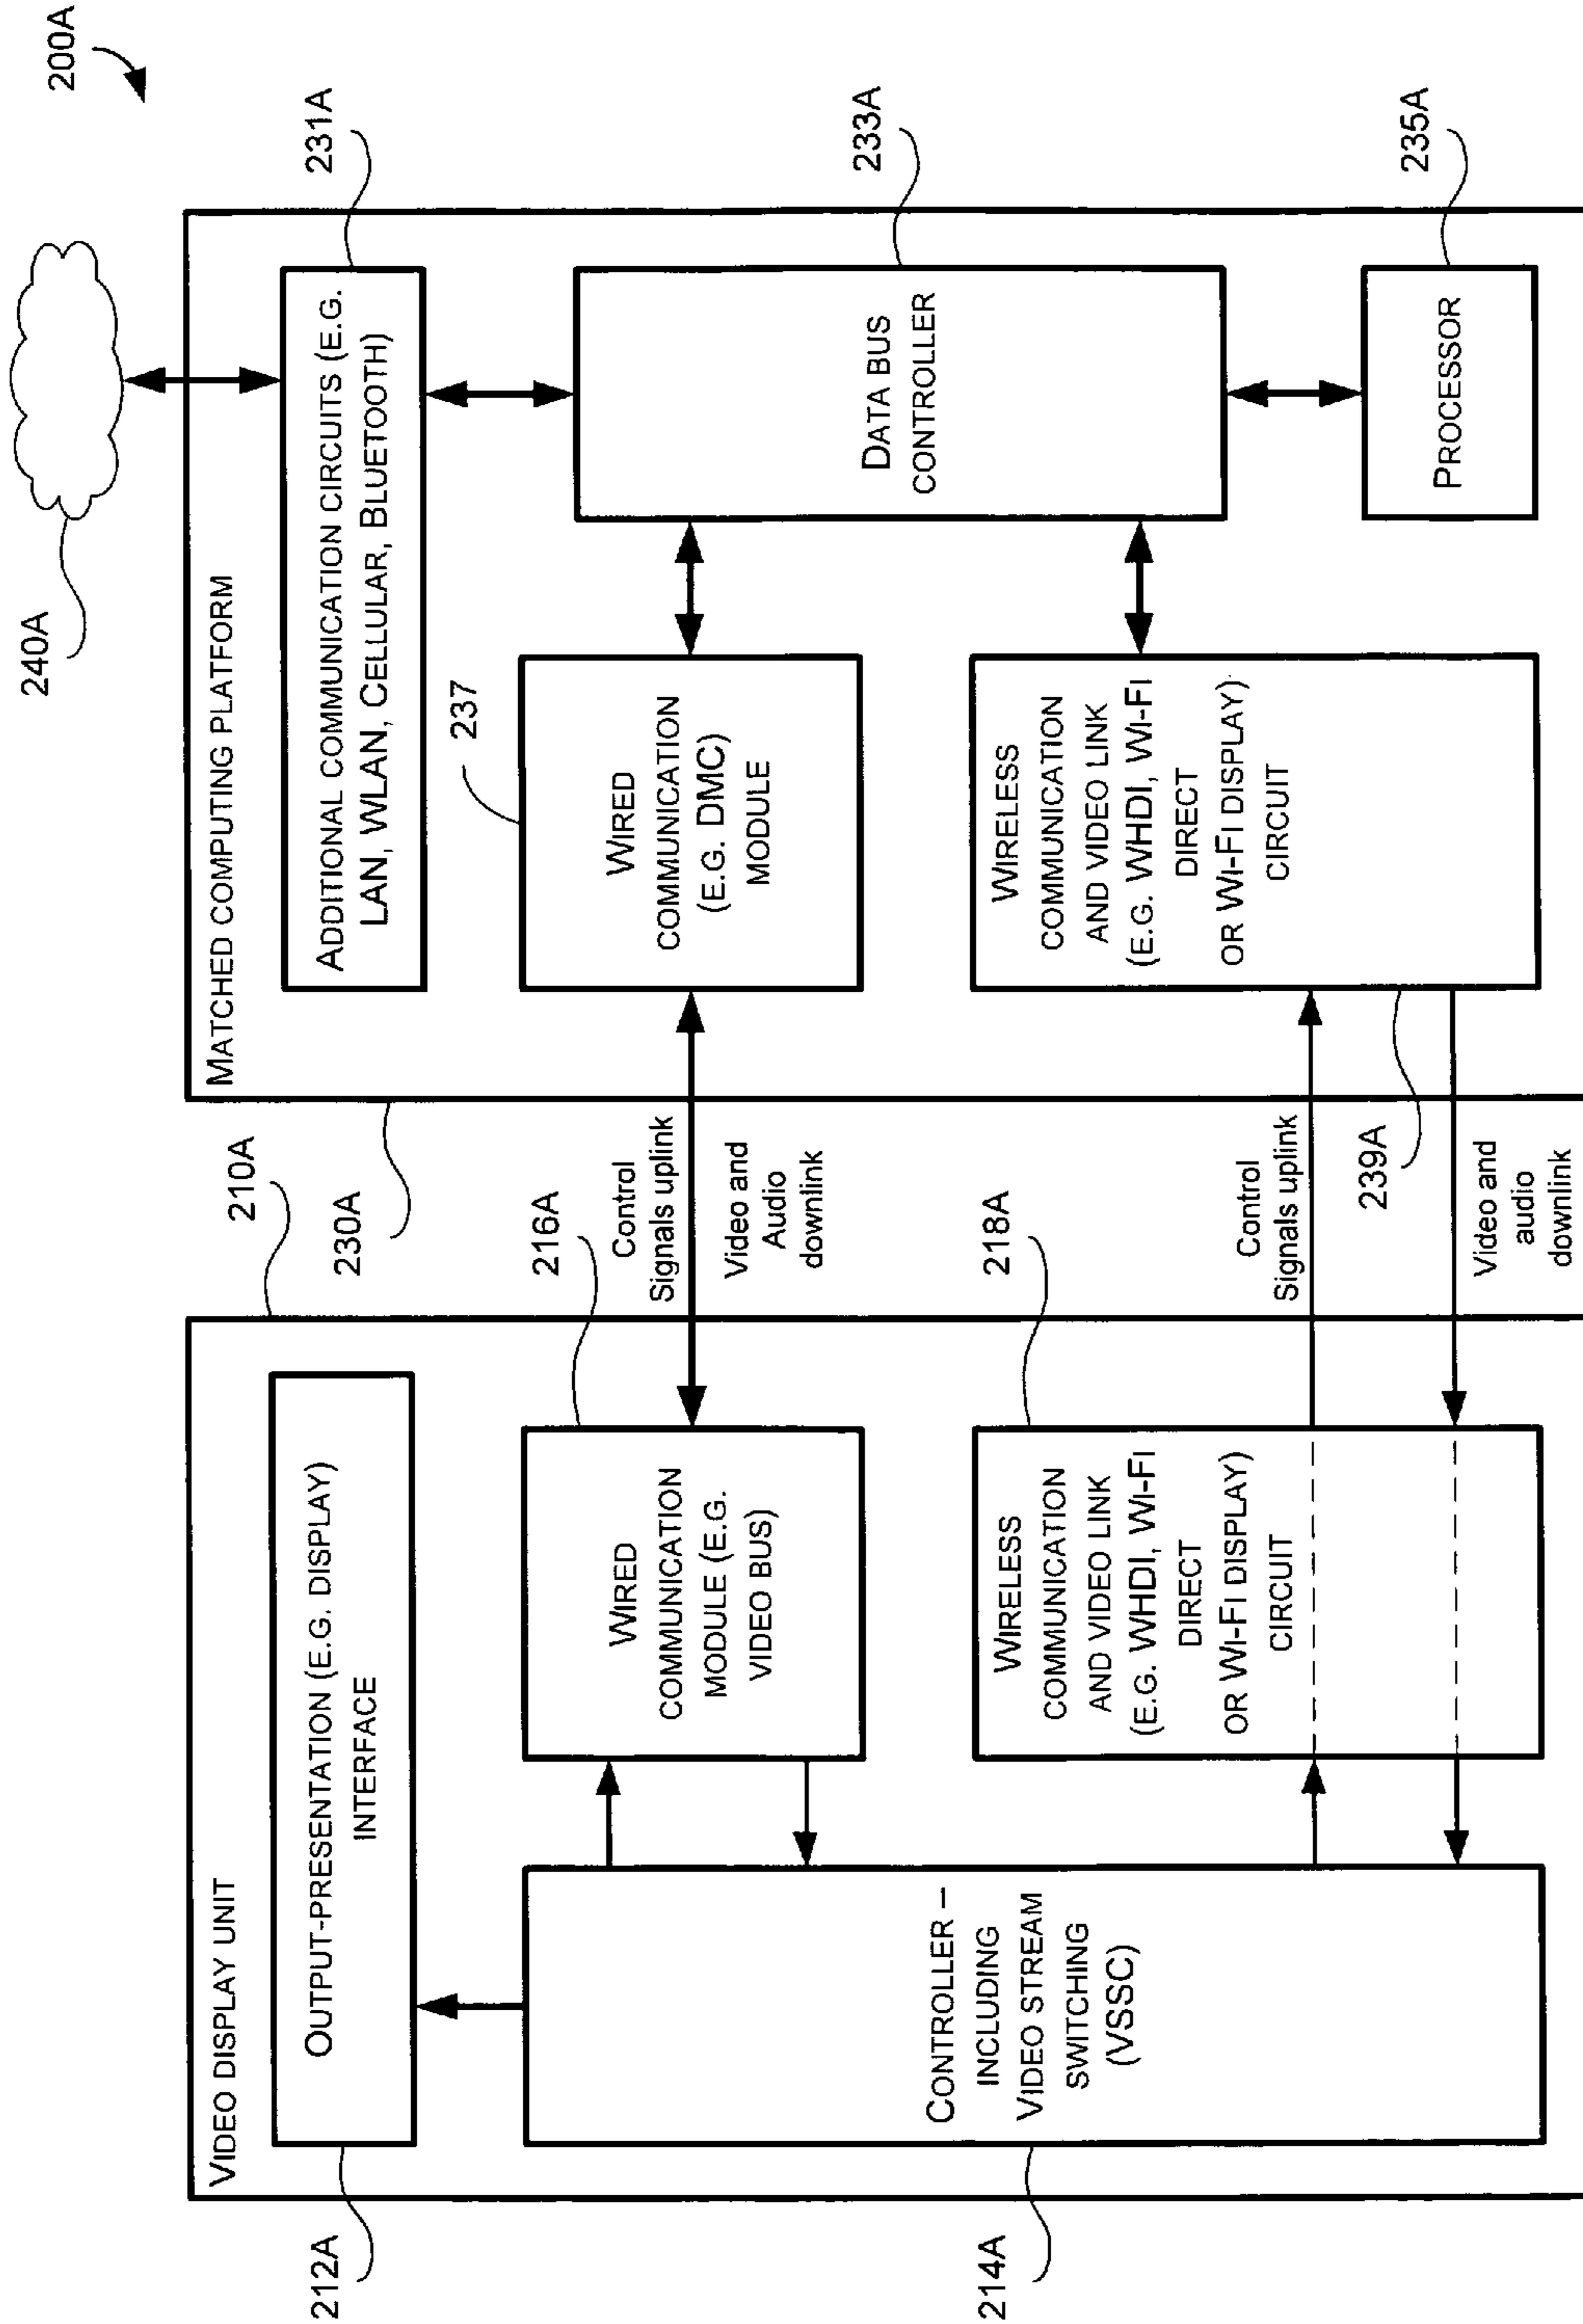 200A
240A
VIDEO DISPLAY UNIT
212A
OUTPUT-PRESENTATION (E.G. DISPLAY)
INTERFACE
214A
CONTROLLER –
INCLUDING
VIDEO STREAM
SWITCHING
(VSSC)
WIRED
COMMUNICATION
MODULE (E.G.
VIDEO BUS)
216A
WIRELESS
COMMUNICATION
AND VIDEO LINK
(E.G. WHDI, WI-FI
DIRECT
OR WI-FI DISPLAY)
CIRCUIT
218A
210A
230A
Control
Signals uplink
Video and
Audio
downlink
Control
Signals uplink
239A
Video and
audio
downlink
MATCHED COMPUTING PLATFORM
ADDITIONAL COMMUNICATION CIRCUITS (E.G.
LAN, WLAN, CELLULAR, BLUETOOTH)
231A
237
WIRED
COMMUNICATION
(E.G. DMC)
MODULE
WIRELESS
COMMUNICATION
AND VIDEO LINK
(E.G. WHDI, WI-FI
DIRECT
OR WI-FI DISPLAY)
CIRCUIT
DATA BUS
CONTROLLER
233A
PROCESSOR
235A